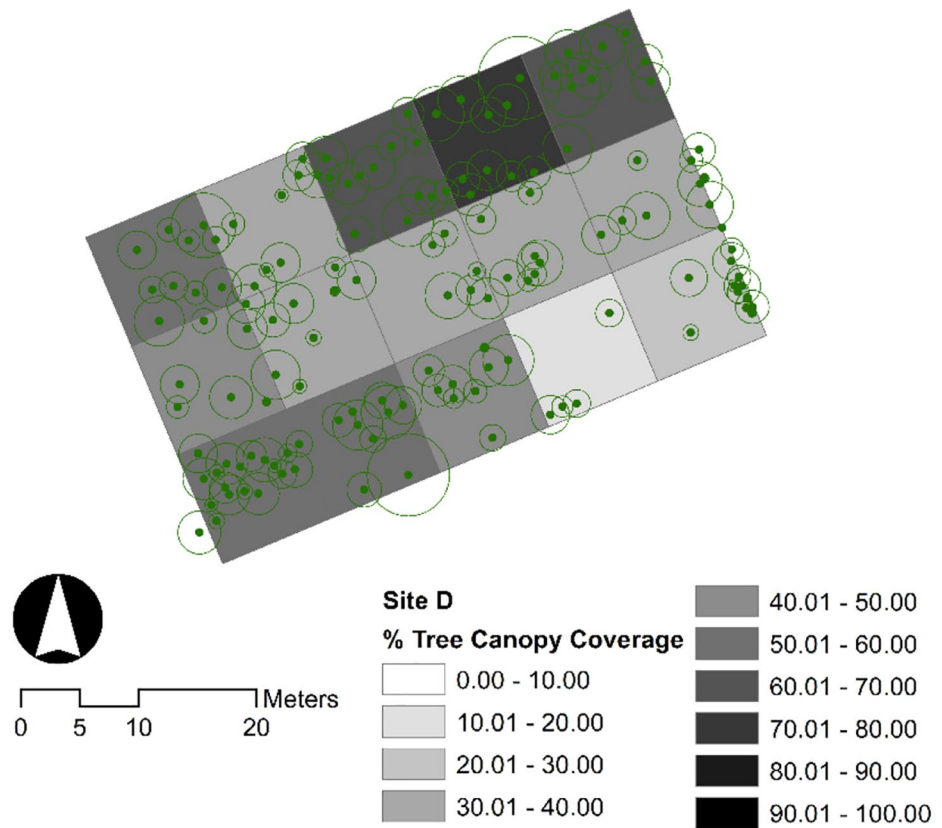 Site D
% Tree Canopy Coverage
0.00 - 10.00
10.01 - 20.00
20.01 - 30.00
30.01 - 40.00
40.01 - 50.00
50.01 - 60.00
60.01 - 70.00
70.01 - 80.00
80.01 - 90.00
90.01 - 100.00
Meters
0 5 10 20